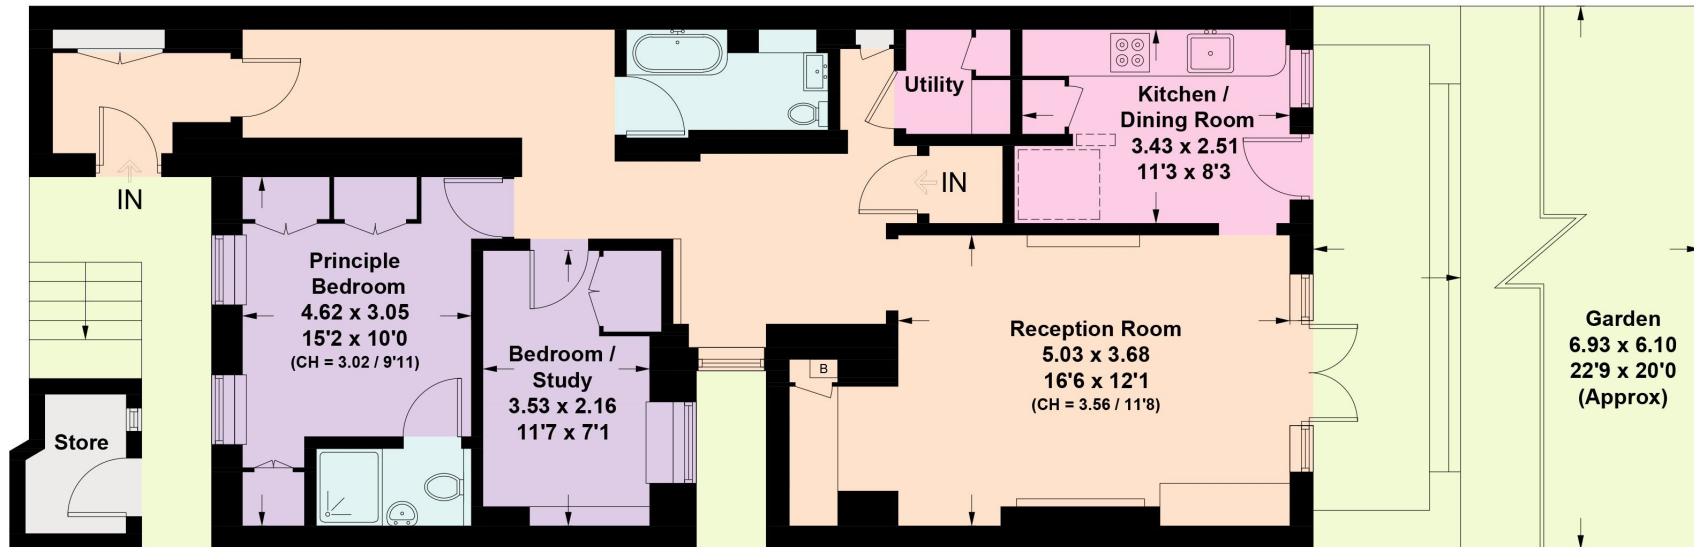 IN
Principle
Bedroom
4.62 x 3.05
15'2 x 10'0
(CH = 3.02 / 9'11)
Store
Bedroom /
Study
3.53 x 2.16
11'7 x 7'1
Utility
Kitchen /
Dining Room
3.43 x 2.51
11'3 x 8'3
IN
B
Reception Room
5.03 x 3.68
16'6 x 12'1
(CH = 3.56 / 11'8)
Garden
6.93 x 6.10
22'9 x 20'0
(Approx)